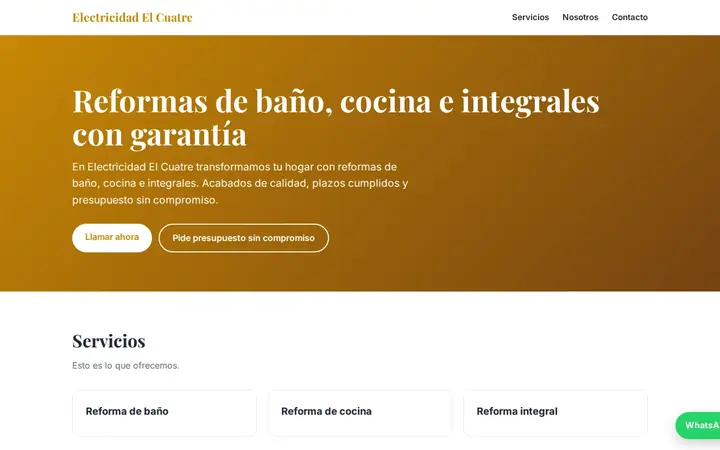 Electricidad El Cuatre
Servicios Nosotros Contacto
Reformas de baño, cocina e integrales
con garantía
En Electricidad El Cuatre transformamos tu hogar con reformas de
baño, cocina e integrales. Acabados de calidad, plazos cumplidos y
presupuesto sin compromiso.
Llamar ahora Pide presupuesto sin compromiso
Servicios
Esto es lo que ofrecemos.
Reforma de baño Reforma de cocina Reforma integral
WhatsA